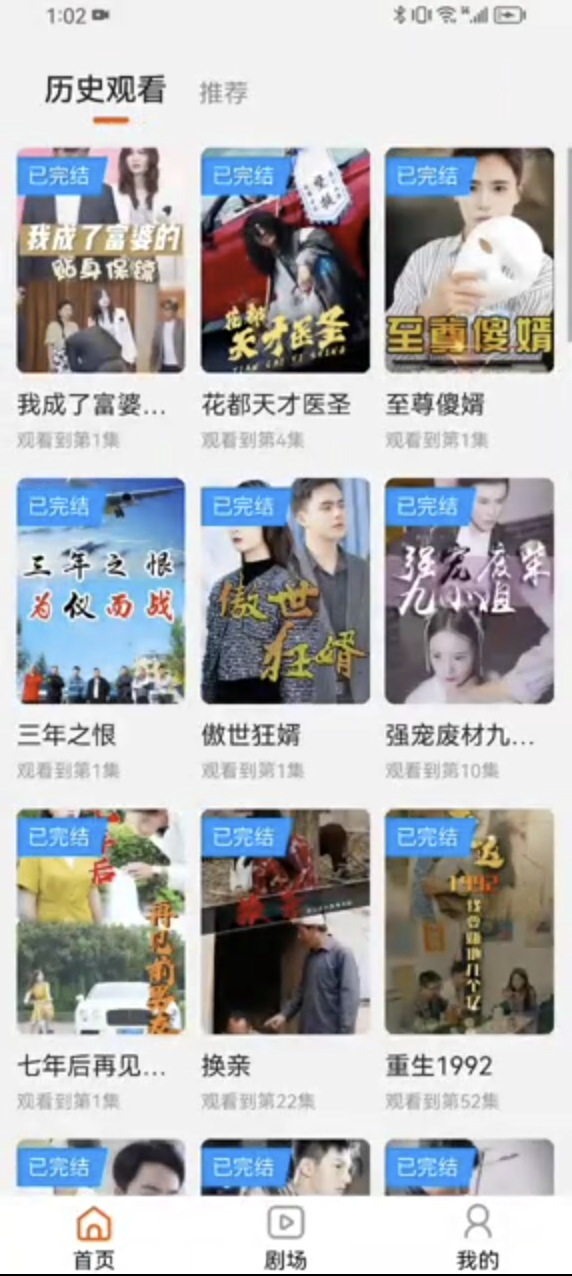 1:02
历史观看 推荐
已完结 已完结 已完结
我成了富婆的
贴身保镖
花都
天才医圣
至尊傻婿
我成了富婆... 花都天才医圣 至尊傻婿
观看到第1集 观看到第4集 观看到第1集
已完结 已完结 已完结
三年之恨
为仪而战
傲世
狂婿
强宠废柴
九小姐
三年之恨 傲世狂婿 强宠废材九...
观看到第1集 观看到第1集 观看到第10集
已完结 已完结 已完结
后
再见前
换亲
1992
七年后再见... 换亲 重生1992
观看到第1集 观看到第22集 观看到第52集
已完结 已完结 已完结
首页 剧场 我的